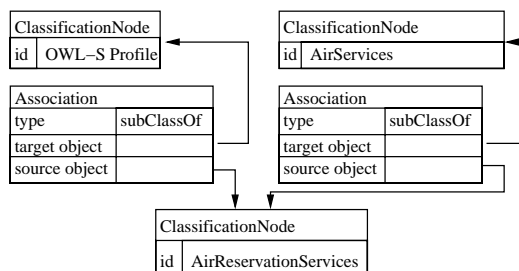 ClassificationNode
id OWL−S Profile
ClassificationNode
id AirServices
Association
type subClassOf
target object
source object
Association
type subClassOf
target object
source object
ClassificationNode
id AirReservationServices